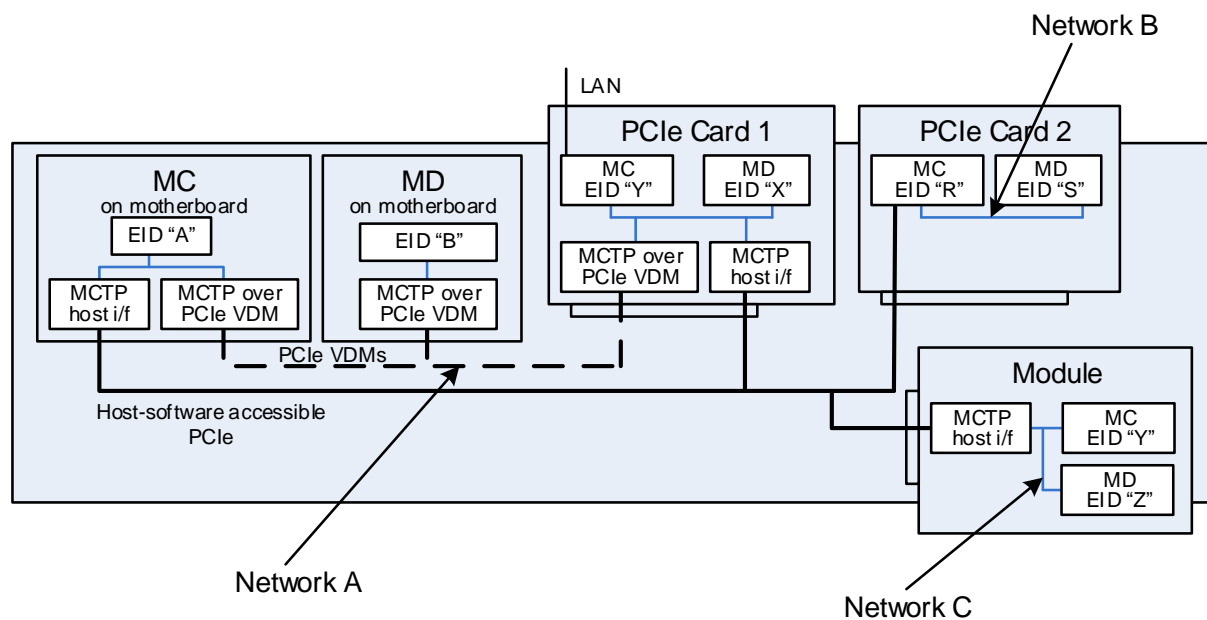 Network B
LAN
PCIe Card 1
PCIe Card 2
MC
on motherboard
EID “A”
MCTP
host i/f
MCTP over
PCIe VDM
MD
on motherboard
EID “B”
MCTP over
PCIe VDM
MC
EID “Y”
MD
EID “X”
MCTP over
PCIe VDM
MCTP
host i/f
MC
EID “R”
MD
EID “S”
PCIe VDMs
Host-software accessible
PCIe
Module
MCTP
host i/f
MC
EID “Y”
MD
EID “Z”
Network A
Network C